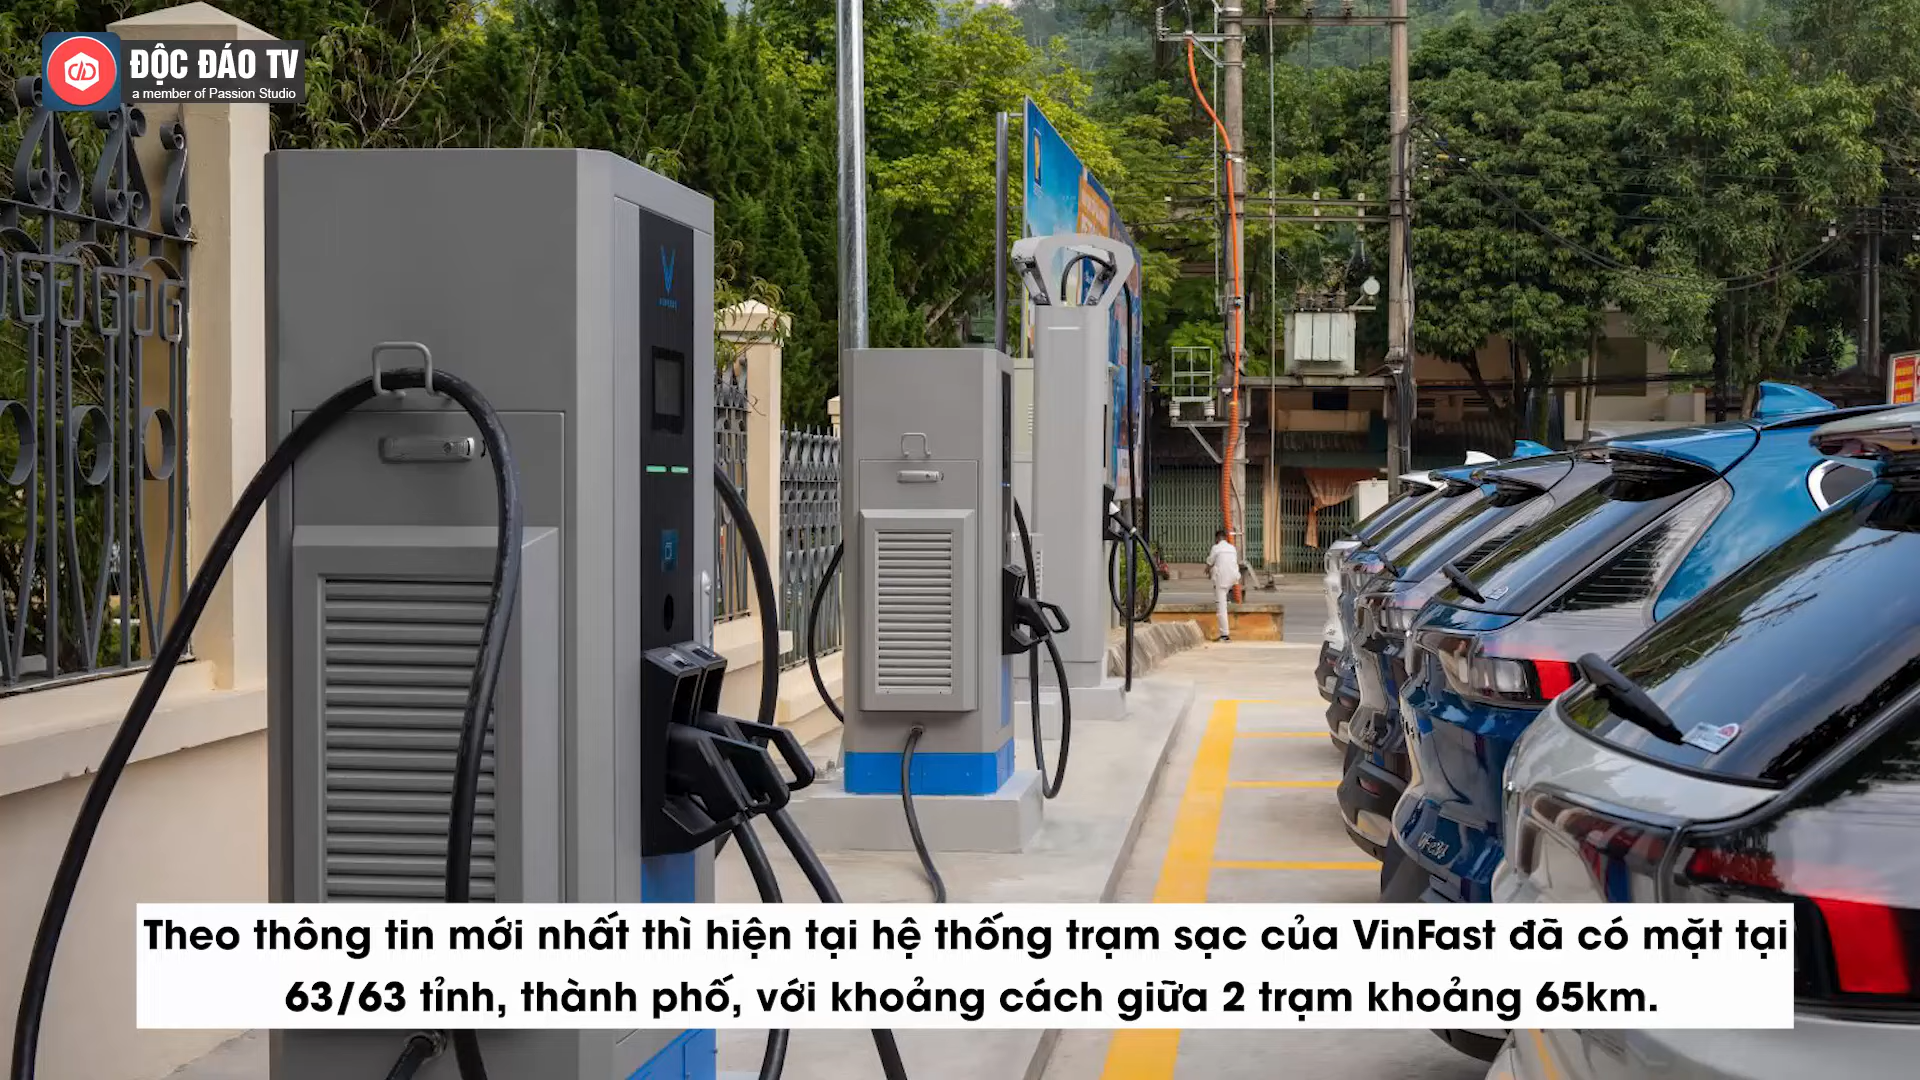 ĐỘC ĐÁO TV
a member of Passion Studio
VINFAST
Theo thông tin mới nhất thì hiện tại hệ thống trạm sạc của VinFast đã có mặt tại
63/63 tỉnh, thành phố, với khoảng cách giữa 2 trạm khoảng 65km.